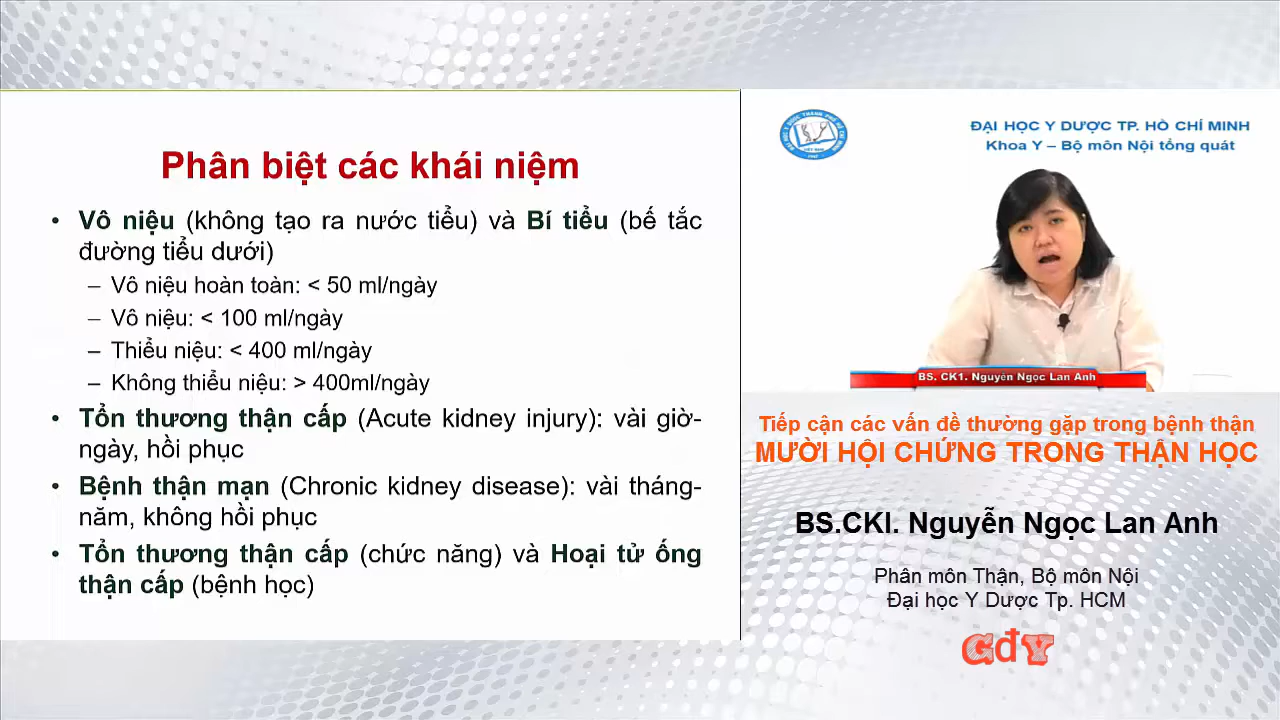 Phân biệt các khái niệm
• Vô niệu (không tạo ra nước tiểu) và Bí tiểu (bế tắc
đường tiểu dưới)
– Vô niệu hoàn toàn: < 50 ml/ngày
– Vô niệu: < 100 ml/ngày
– Thiểu niệu: < 400 ml/ngày
– Không thiểu niệu: > 400ml/ngày
• Tổn thương thận cấp (Acute kidney injury): vài giờ-
ngày, hồi phục
• Bệnh thận mạn (Chronic kidney disease): vài tháng-
năm, không hồi phục
• Tổn thương thận cấp (chức năng) và Hoại tử ống
thận cấp (bệnh học)
ĐẠI HỌC Y DƯỢC TP. HỒ CHÍ MINH
Khoa Y – Bộ môn Nội tổng quát
BS. CK1. Nguyễn Ngọc Lan Anh
Tiếp cận các vấn đề thường gặp trong bệnh thận
MƯỜI HỘI CHỨNG TRONG THẬN HỌC
BS.CKI. Nguyễn Ngọc Lan Anh
Phân môn Thận, Bộ môn Nội
Đại học Y Dược Tp. HCM
GđY